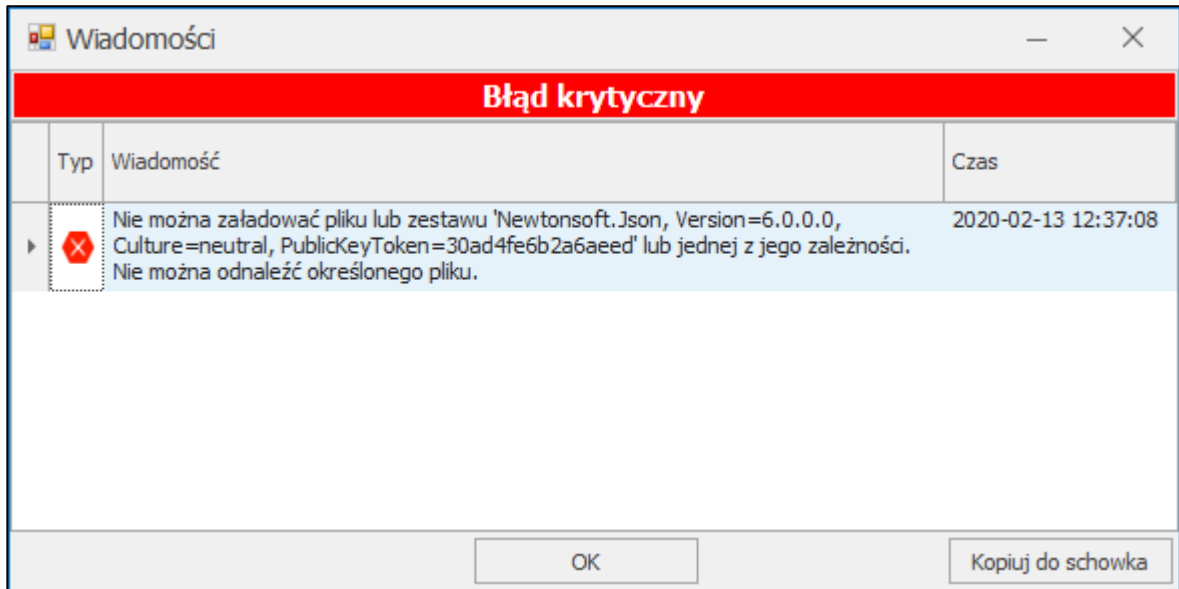 Wiadomości
Błąd krytyczny
Typ Wiadomość Czas
Nie można załadować pliku lub zestawu 'Newtonsoft.Json, Version=6.0.0.0, 2020-02-13 12:37:08
Culture=neutral, PublicKeyToken=30ad4fe6b2a6aeed' lub jednej z jego zależności.
Nie można odnaleźć określonego pliku.
OK Kopiuj do schowka